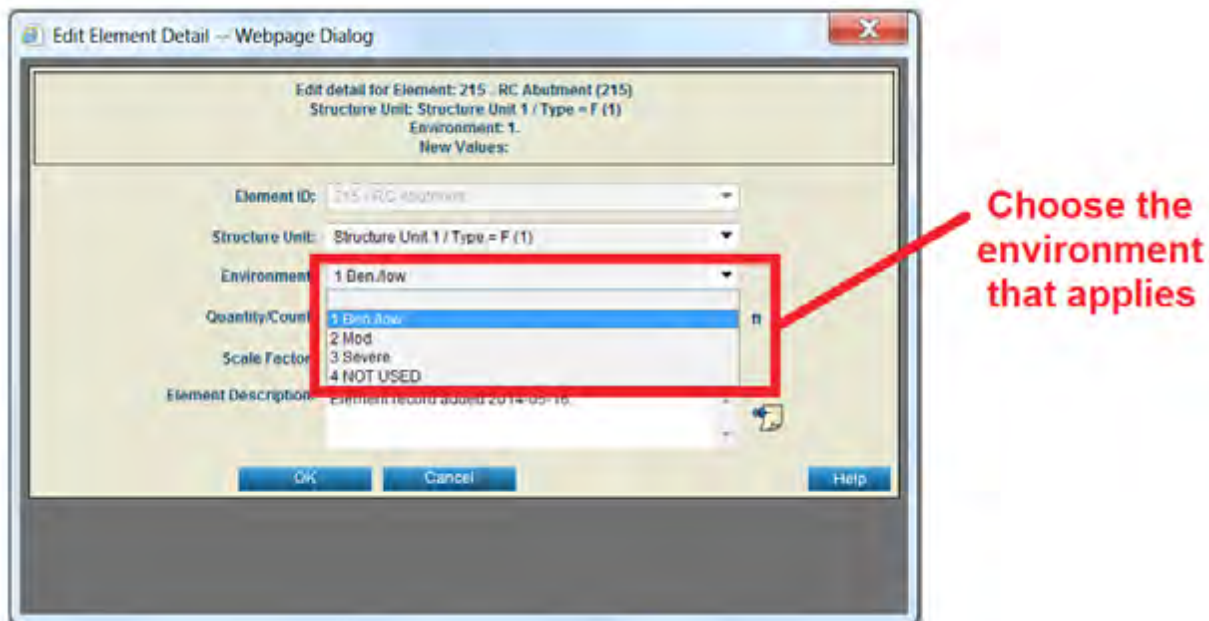 Edit Element Detail -- Webpage Dialog
Edit detail for Element: 215 - RC Abutment (215)
Structure Unit: Structure Unit 1 / Type = F (1)
Environment: 1.
New Values:
Element ID: 215 - RC Abutment
Structure Unit: Structure Unit 1 / Type = F (1)
Environment 1 Ben./low
Quantity/Count 1 Ben./low
2 Mod
Scale Factor 3 Severe
4 NOT USED
Element Description: Element record added 2014-05-16.
OK Cancel Help
Choose the
environment
that applies